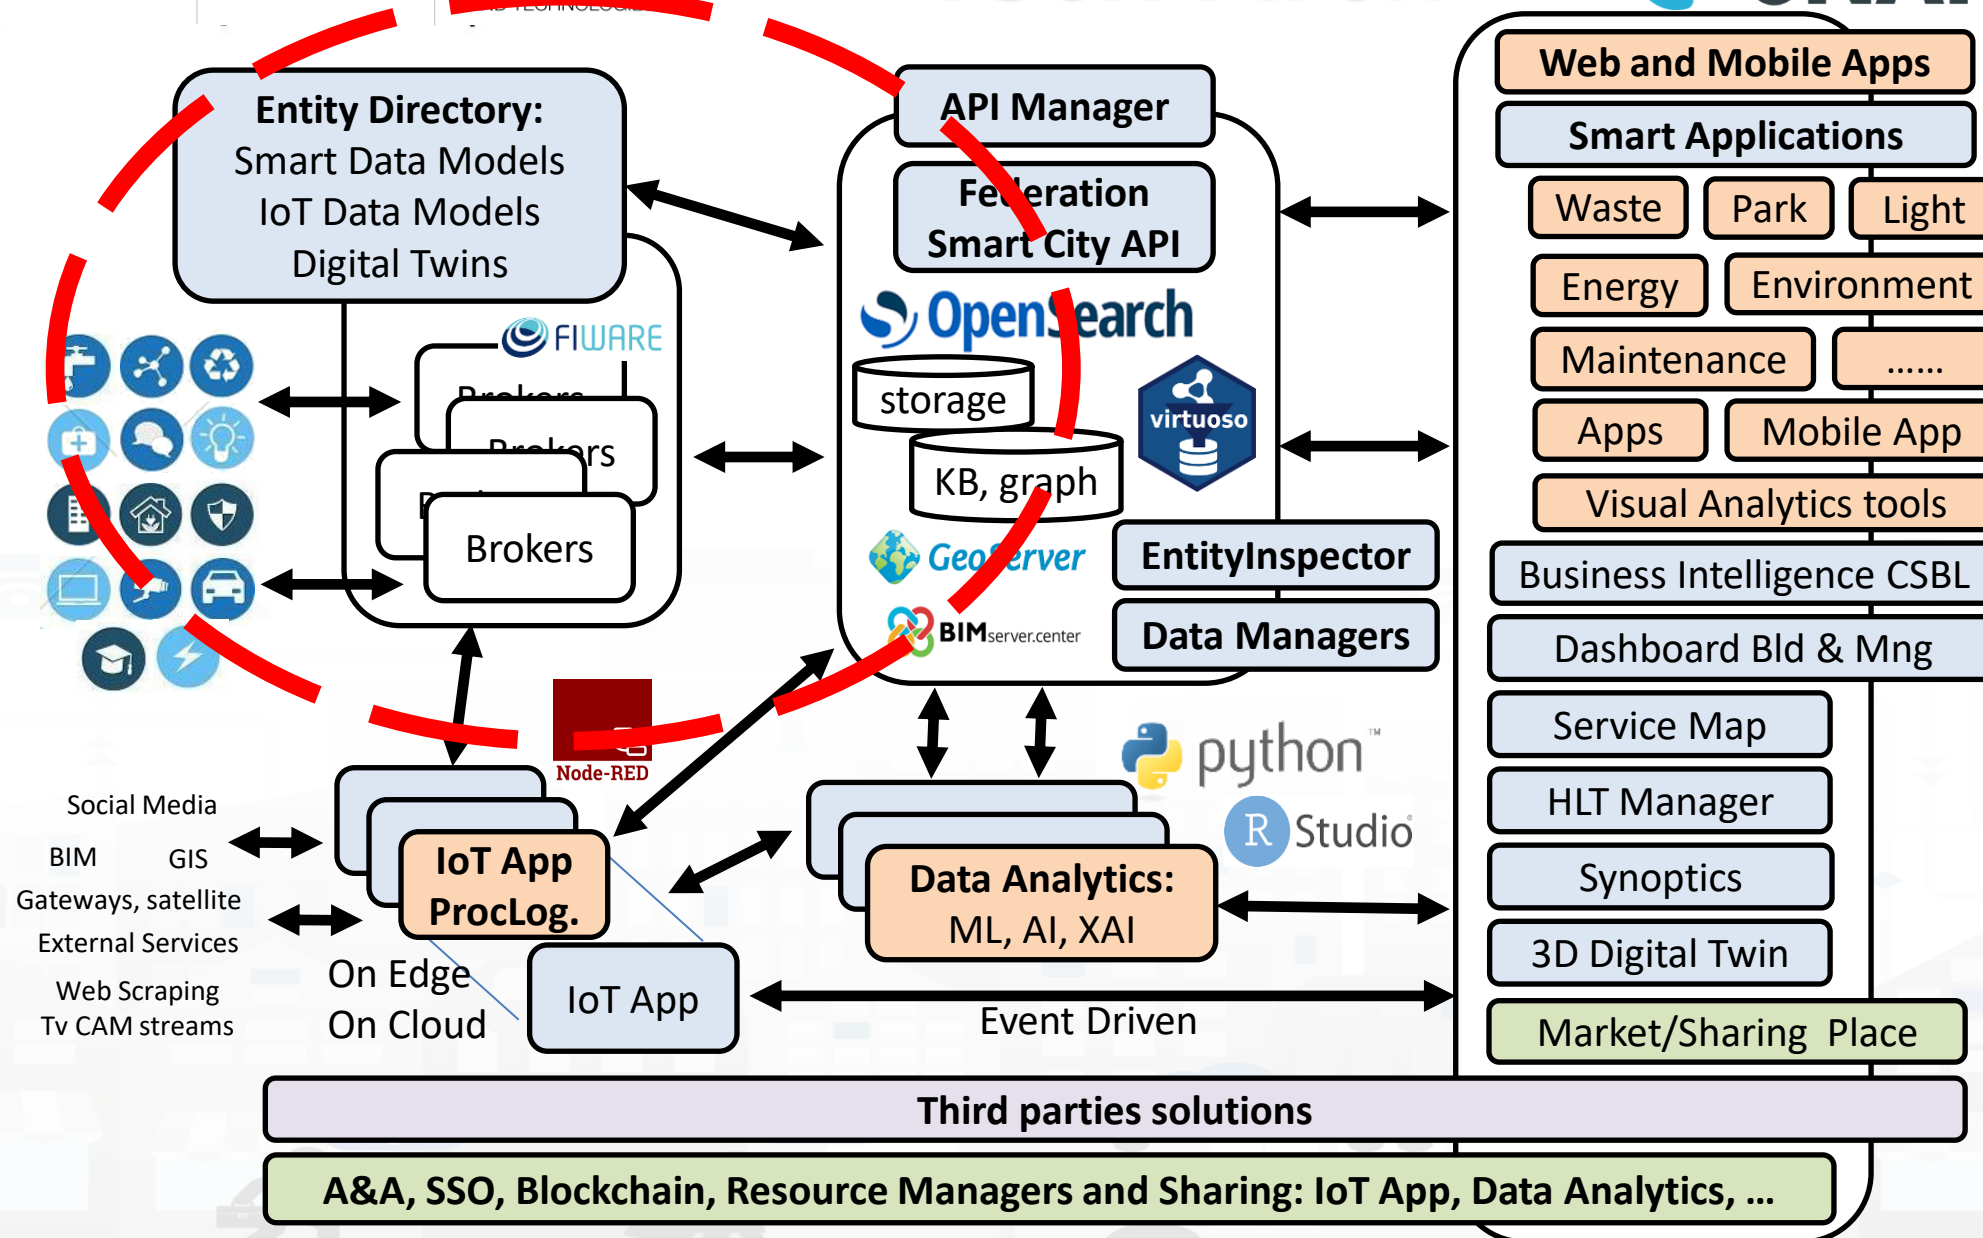 Entity Directory:
Smart Data Models
IoT Data Models
Digital Twins
FIWARE
Brokers
Brokers
Brokers
API Manager
Federation
Smart City API
OpenSearch
storage
KB, graph
virtuoso
GeoServer
BIMserver.center
EntityInspector
Data Managers
Node-RED
python™
R Studio
Social Media
BIM GIS
Gateways, satellite
External Services
Web Scraping
Tv CAM streams
IoT App
ProcLog.
On Edge
On Cloud
IoT App
Data Analytics:
ML, AI, XAI
Event Driven
Web and Mobile Apps
Smart Applications
Waste Park Light
Energy Environment
Maintenance ......
Apps Mobile App
Visual Analytics tools
Business Intelligence CSBL
Dashboard Bld & Mng
Service Map
HLT Manager
Synoptics
3D Digital Twin
Market/Sharing Place
Third parties solutions
A&A, SSO, Blockchain, Resource Managers and Sharing: IoT App, Data Analytics, ...